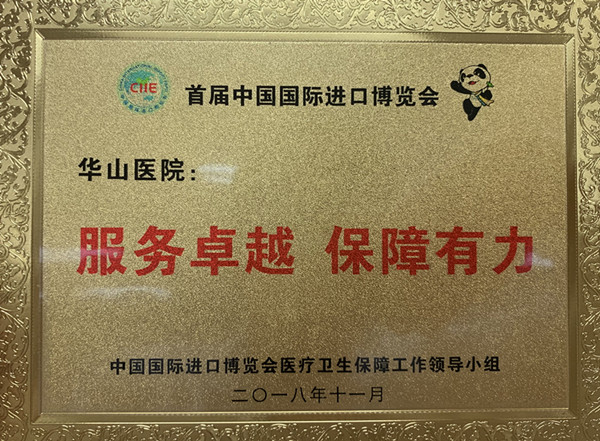 CIIE
首届中国国际进口博览会
华山医院：
服务卓越 保障有力
中国国际进口博览会医疗卫生保障工作领导小组
二〇一八年十一月